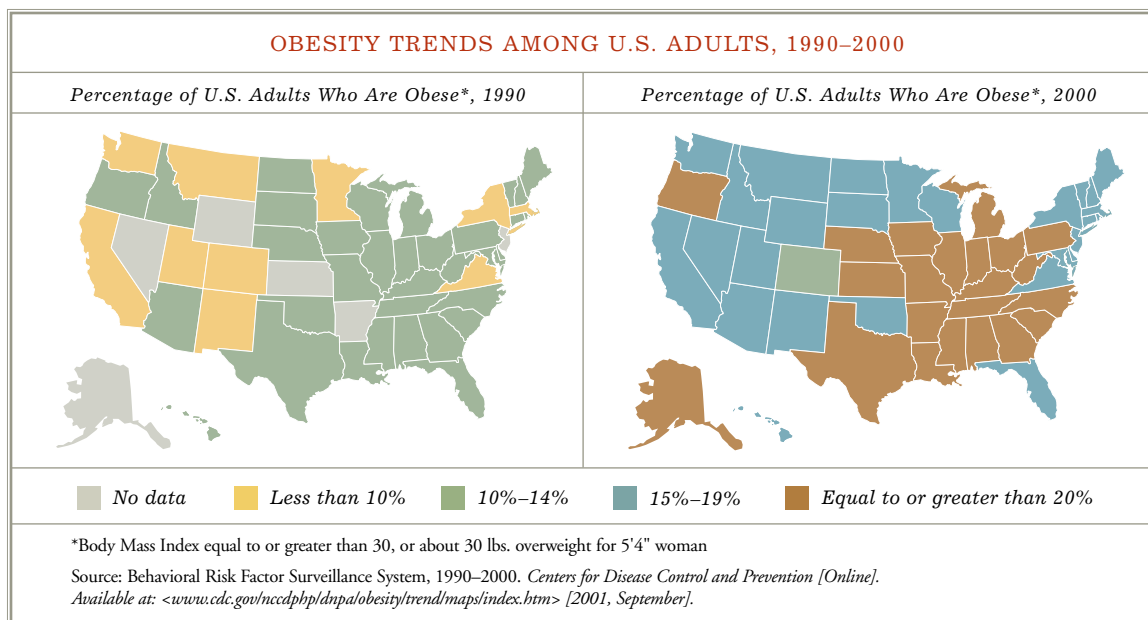 OBESITY TRENDS AMONG U.S. ADULTS, 1990–2000
Percentage of U.S. Adults Who Are Obese*, 1990
Percentage of U.S. Adults Who Are Obese*, 2000
No data
Less than 10%
10%–14%
15%–19%
Equal to or greater than 20%
*Body Mass Index equal to or greater than 30, or about 30 lbs. overweight for 5'4" woman
Source: Behavioral Risk Factor Surveillance System, 1990–2000. Centers for Disease Control and Prevention [Online].
Available at: <www.cdc.gov/nccdphp/dnpa/obesity/trend/maps/index.htm> [2001, September].